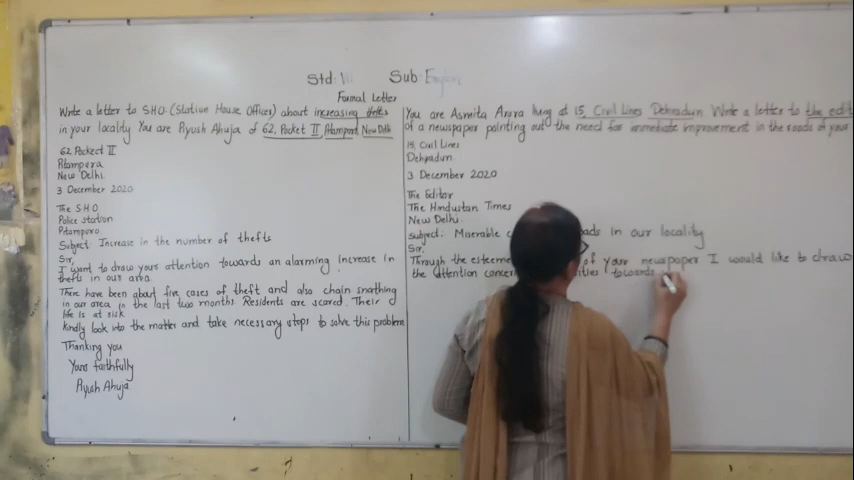 Std: VII Sub: English
Formal Letter
Write a letter to S.H.O. (Station House Officer) about increasing thefts
in your locality You are Piyush Ahuja of 62, Pocket II Pitampura New Delhi
62 Pocket II
Pitampura
New Delhi
3 December 2020
The S.H.O.
Police station
Pitampura
Subject: Increase in the number of thefts
Sir,
I want to draw your attention towards an alarming increase in
thefts in our area.
There have been about five cases of theft and also chain snathing
in our area in the last two months. Residents are scared. Their
life is at risk
Kindly look into the matter and take necessary steps to solve this problem
Thanking you
Yours faithfully
Piyush Ahuja
You are Asmita Arora living at 15, Civil Lines Dehradun Write a letter to the edit
of a newspaper pointing out the need for immediate improvement in the roads of your
15, Civil Lines
Dehradun
3 December 2020
The Editor
The Hindustan Times
New Delhi
Subject: Miserable in our locality
Sir,
Through the of your newspaper I would like to draw
the attention towards